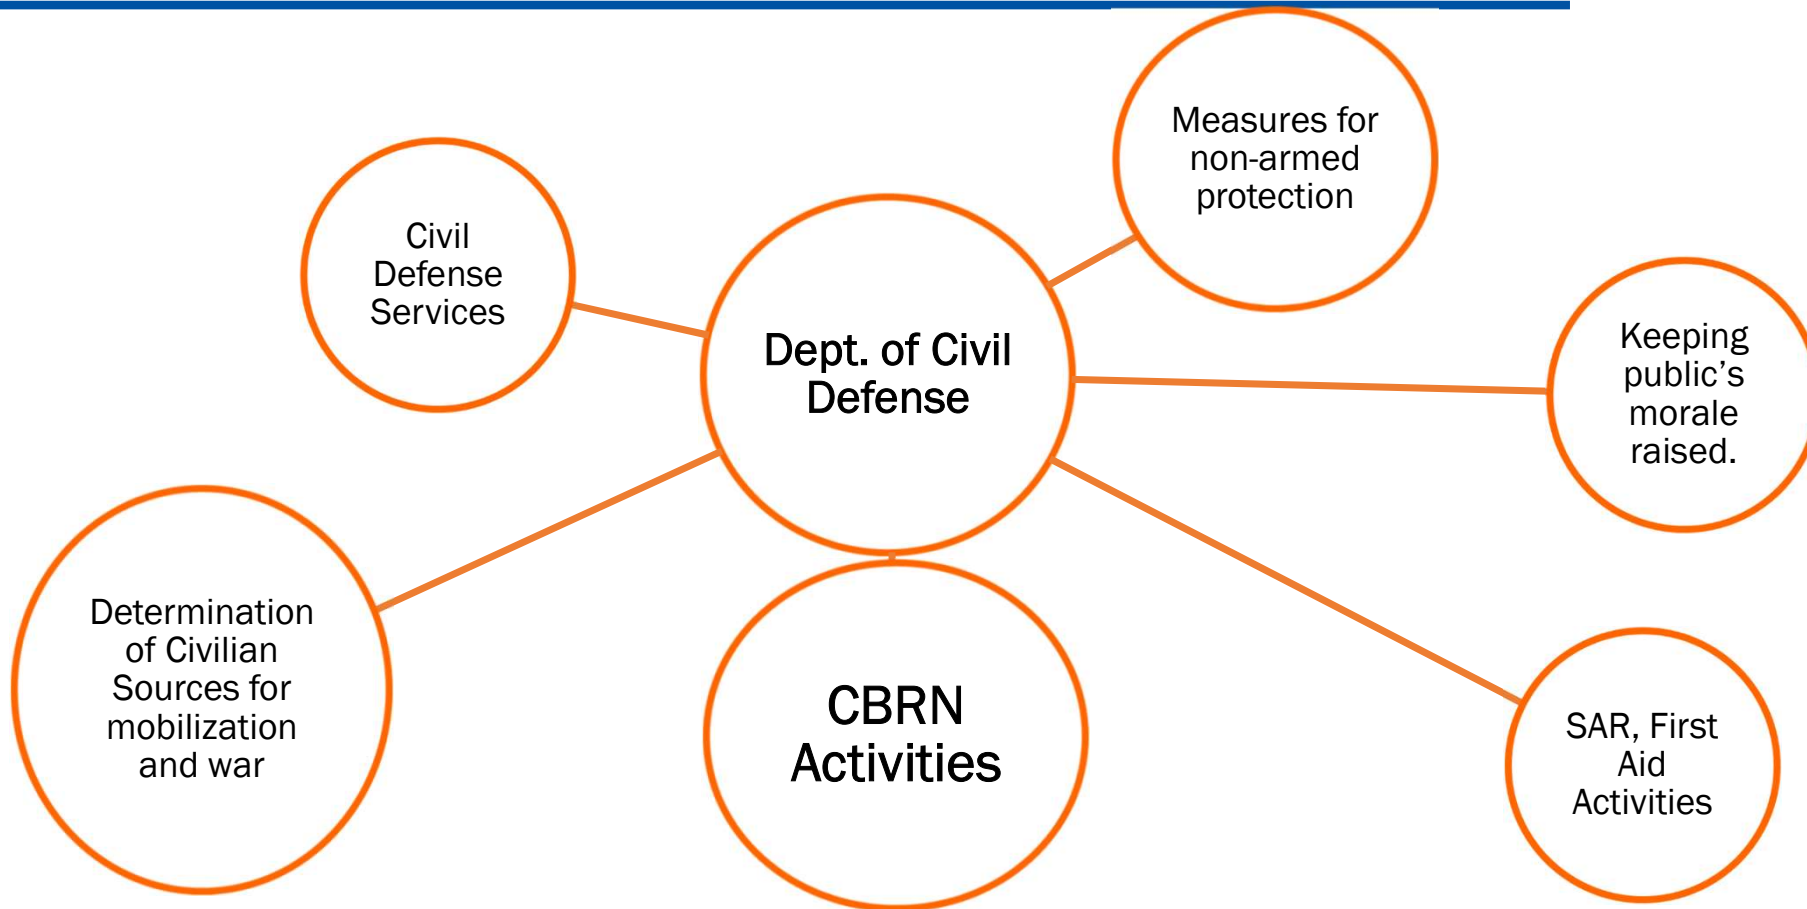 Measures for
non-armed
protection
Civil
Defense
Services
Dept. of Civil
Defense
Keeping
public’s
morale
raised.
Determination
of Civilian
Sources for
mobilization
and war
CBRN
Activities
SAR, First
Aid
Activities